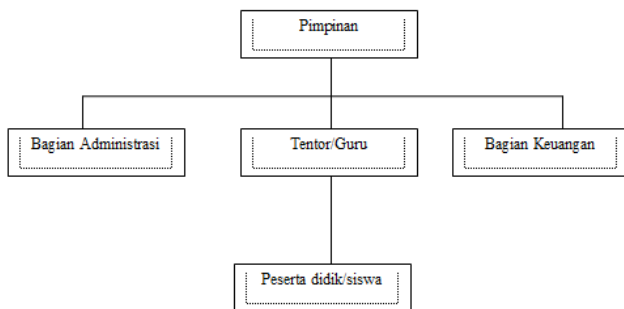 Pimpinan
Bagian Administrasi
Tentor/Guru
Bagian Keuangan
Peserta didik/siswa